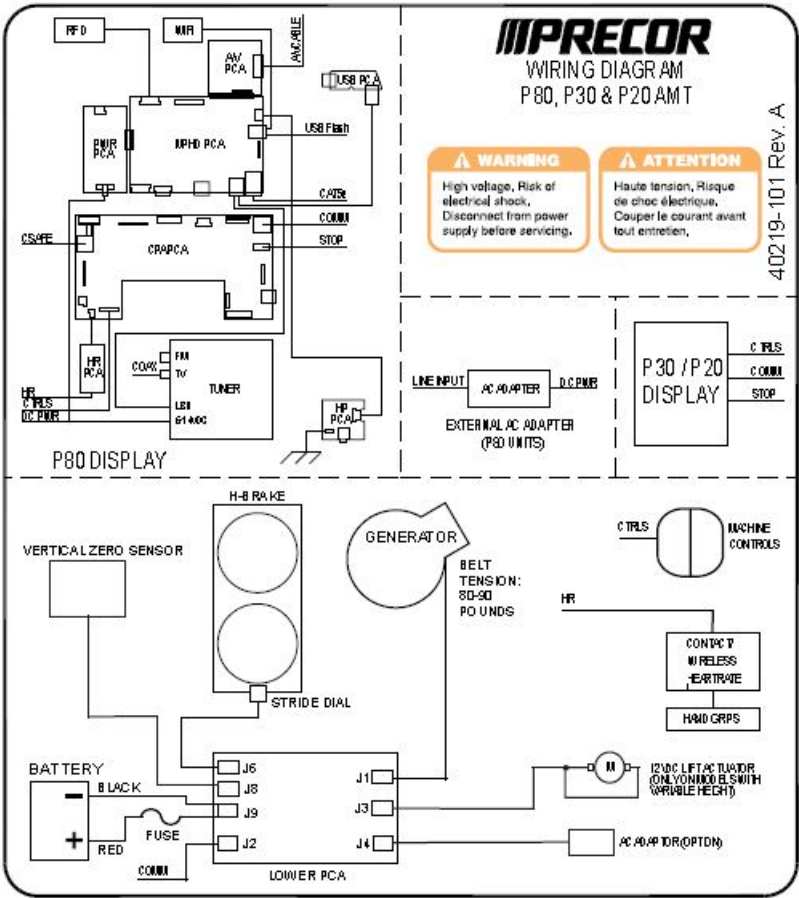 PRECOR
WIRING DIAGRAM
P80, P30 & P20 AMT
WARNING
High voltage, Risk of
electrical shock.
Disconnect from power
supply before servicing.
ATTENTION
Haute tension, Risque
de choc électrique,
Couper le courant avant
tout entretien,
40219-101 Rev. A
AV
PCA
AV CABLE
USB PCA
PWR
PCA
MPHD PCA
USB Flash
CAT5e
COMM
STOP
CSAFE
CPA PCA
HR
PCA
HR
CTRLS
DC PWR
COAX
FM
TV
TUNER
HP
PCA
P80 DISPLAY
LINE INPUT
AC ADAPTER
DC PWR
EXTERNAL AC ADAPTER
(P80 UNITS)
P30 / P20
DISPLAY
CTRLS
COMM
STOP
VERTICAL ZERO SENSOR
H-BRAKE
STRIDE DIAL
GENERATOR
BELT
TENSION:
80-90
POUNDS
CTRLS
MACHINE
CONTROLS
HR
CONTACT/
WIRELESS
HEARTRATE
HAND GRIPS
BATTERY
-
+
BLACK
RED
FUSE
COMM
J6
J8
J9
J2
J1
J3
J4
LOWER PCA
M
12VDC LIFT ACTUATOR
(ONLY ON MODELS WITH
VARIABLE HEIGHT)
AC ADAPTOR (OPTION)